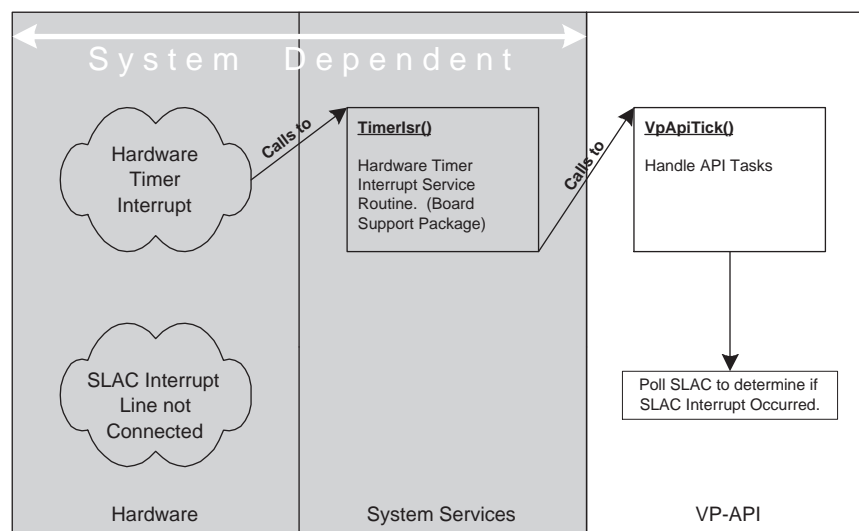 System Dependent
Hardware
Timer
Interrupt
Calls to
TimerIsr()
Hardware Timer
Interrupt Service
Routine. (Board
Support Package)
Calls to
VpApiTick()
Handle API Tasks
SLAC Interrupt
Line not
Connected
Poll SLAC to determine if
SLAC Interrupt Occurred.
Hardware
System Services
VP-API